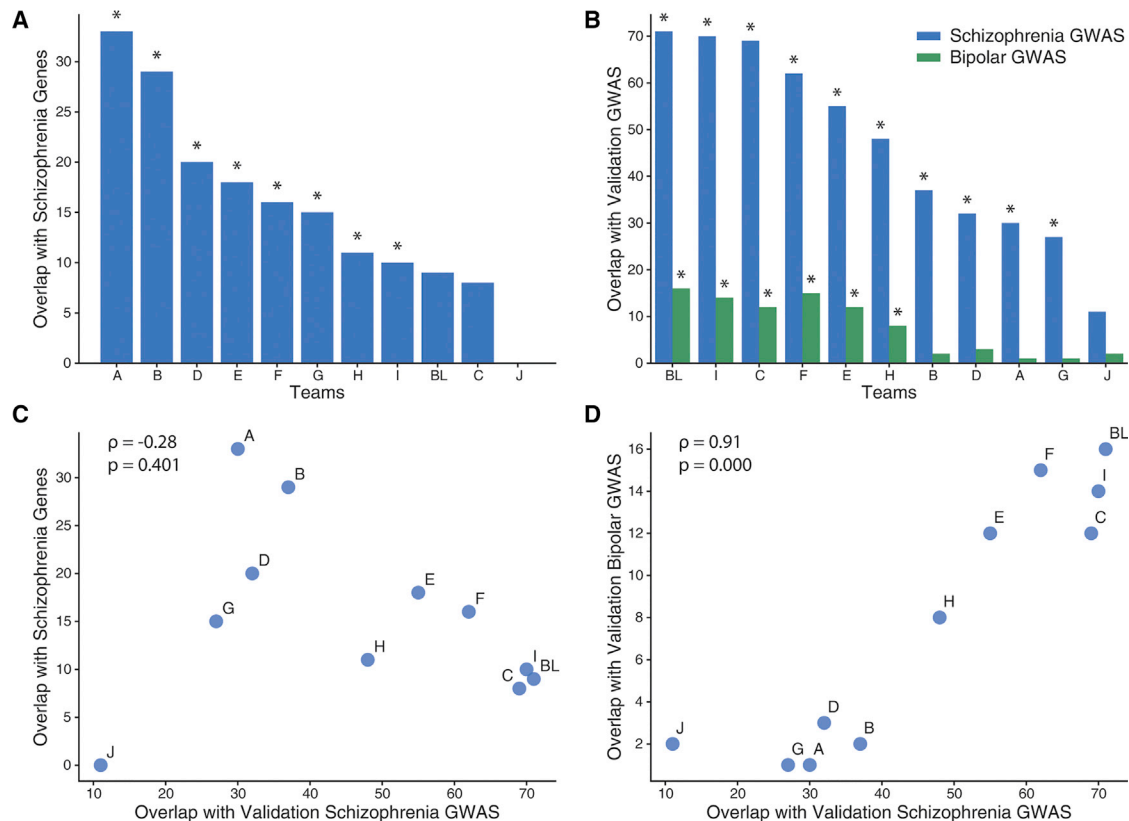 A
Overlap with Schizophrenia Genes
30
25
20
15
10
5
0
* * * * * * * *
A B D E F G H I BL C J
Teams
B
Overlap with Validation GWAS
70
60
50
40
30
20
10
0
Schizophrenia GWAS
Bipolar GWAS
* * * * * * * * * *
* * * * * *
BL I C F E H B D A G J
Teams
C
Overlap with Schizophrenia Genes
30
25
20
15
10
5
0
ρ = -0.28
p = 0.401
A
B
D
G
E
F
H
I
BL
C
J
10 20 30 40 50 60 70
Overlap with Validation Schizophrenia GWAS
D
Overlap with Validation Bipolar GWAS
16
14
12
10
8
6
4
2
ρ = 0.91
p = 0.000
BL
F
I
E
C
H
D
J
B
G
A
10 20 30 40 50 60 70
Overlap with Validation Schizophrenia GWAS